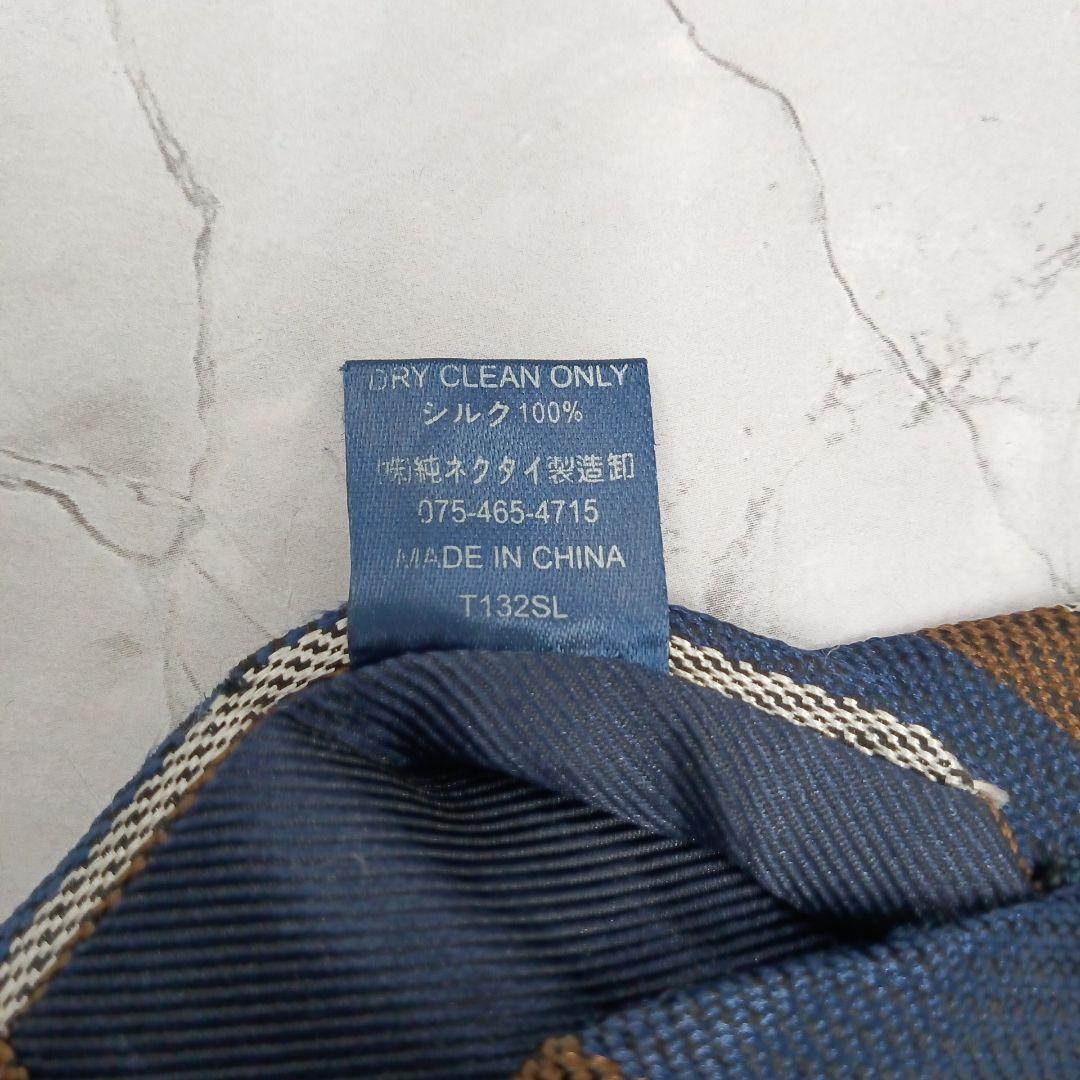 DRY CLEAN ONLY
シルク100%
(株)純ネクタイ製造卸
075-465-4715
MADE IN CHINA
T132SL